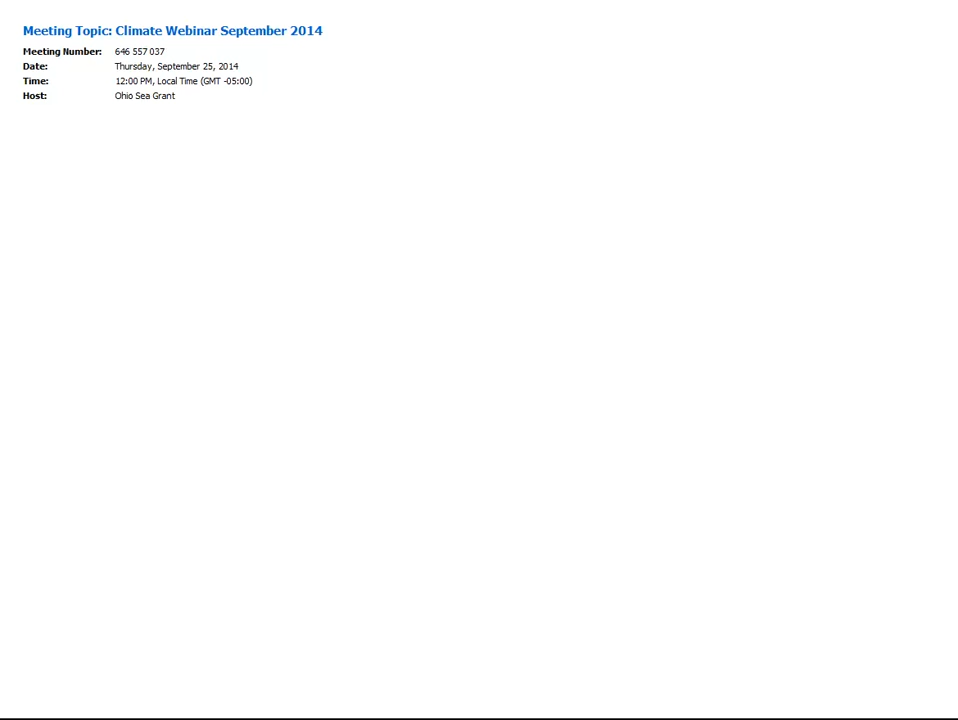 Meeting Topic: Climate Webinar September 2014
Meeting Number: 646 557 037
Date: Thursday, September 25, 2014
Time: 12:00 PM, Local Time (GMT -05:00)
Host: Ohio Sea Grant